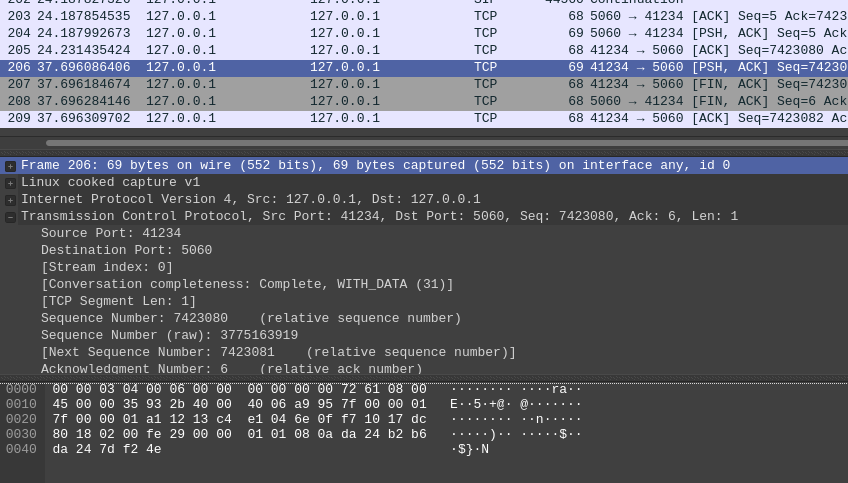 203 24.187854535 127.0.0.1 127.0.0.1 TCP 68 5060 → 41234 [ACK] Seq=5 Ack=7423
204 24.187992673 127.0.0.1 127.0.0.1 TCP 69 5060 → 41234 [PSH, ACK] Seq=5 Ack
205 24.231435424 127.0.0.1 127.0.0.1 TCP 68 41234 → 5060 [ACK] Seq=7423080 Ac
206 37.696086406 127.0.0.1 127.0.0.1 TCP 69 41234 → 5060 [PSH, ACK] Seq=74230
207 37.696184674 127.0.0.1 127.0.0.1 TCP 68 41234 → 5060 [FIN, ACK] Seq=74230
208 37.696284146 127.0.0.1 127.0.0.1 TCP 68 5060 → 41234 [FIN, ACK] Seq=6 Ack
209 37.696309702 127.0.0.1 127.0.0.1 TCP 68 41234 → 5060 [ACK] Seq=7423082 Ac
Frame 206: 69 bytes on wire (552 bits), 69 bytes captured (552 bits) on interface any, id 0
Linux cooked capture v1
Internet Protocol Version 4, Src: 127.0.0.1, Dst: 127.0.0.1
Transmission Control Protocol, Src Port: 41234, Dst Port: 5060, Seq: 7423080, Ack: 6, Len: 1
Source Port: 41234
Destination Port: 5060
[Stream index: 0]
[Conversation completeness: Complete, WITH_DATA (31)]
[TCP Segment Len: 1]
Sequence Number: 7423080 (relative sequence number)
Sequence Number (raw): 3775163919
[Next Sequence Number: 7423081 (relative sequence number)]
Acknowledgment Number: 6 (relative ack number)
0000 00 00 03 04 00 06 00 00 00 00 00 00 72 61 08 00 ········ ····ra··
0010 45 00 00 35 93 2b 40 00 40 06 a9 95 7f 00 00 01 E··5·+@· @·······
0020 7f 00 00 01 a1 12 13 c4 e1 04 6e 0f f7 10 17 dc ········ ··n·····
0030 80 18 02 00 fe 29 00 00 01 01 08 0a da 24 b2 b6 ·····)·· ·····$··
0040 da 24 7d f2 4e ·$}·N